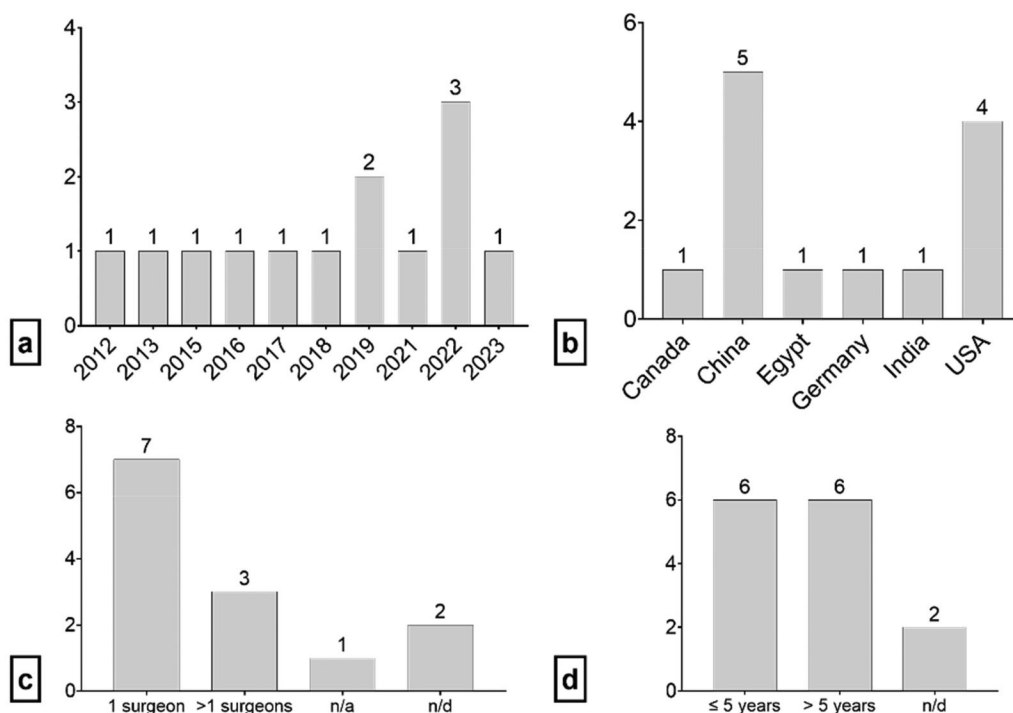 4
3
2
1
0
1 1 1 1 1 1 2 1 3 1
2012 2013 2015 2016 2017 2018 2019 2021 2022 2023
a
6
4
2
0
1 5 1 1 1 4
Canada China Egypt Germany India USA
b
8
6
4
2
0
7 3 1 2
1 surgeon >1 surgeons n/a n/d
c
8
6
4
2
0
6 6 2
≤ 5 years > 5 years n/d
d